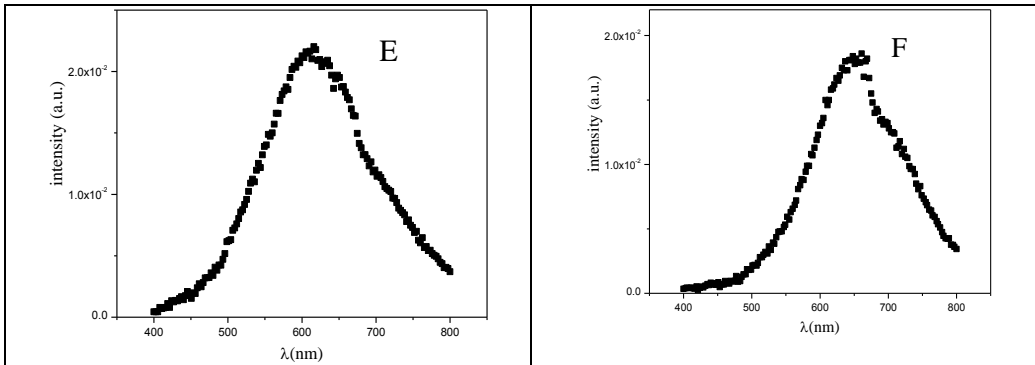 E
2.0x10⁻²
1.0x10⁻²
0.0
intensity (a.u.)
400 500 600 700 800
λ(nm)
F
2.0x10⁻²
1.0x10⁻²
0.0
intensity (a.u.)
400 500 600 700 800
λ(nm)